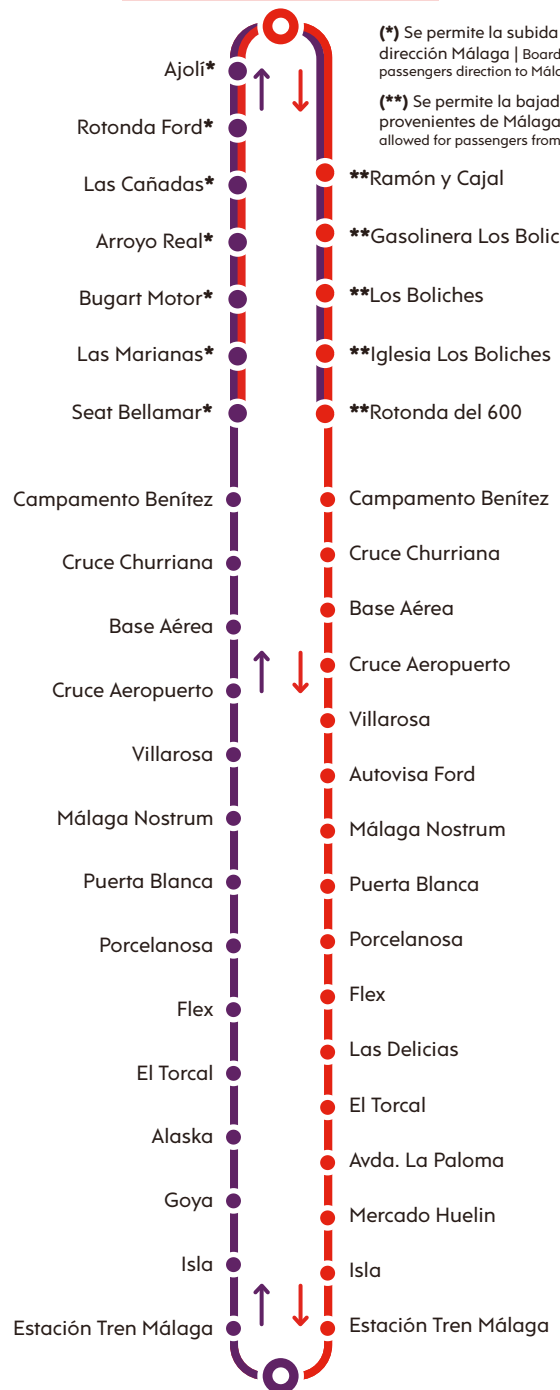 (*) Se permite la subida
dirección Málaga | Board
passengers direction to Mála
(**) Se permite la bajad
provenientes de Málaga
allowed for passengers from
Ajolí*
Rotonda Ford*
Las Cañadas*
Arroyo Real*
Bugart Motor*
Las Marianas*
Seat Bellamar*
Campamento Benítez
Cruce Churriana
Base Aérea
Cruce Aeropuerto
Villarosa
Málaga Nostrum
Puerta Blanca
Porcelanosa
Flex
El Torcal
Alaska
Goya
Isla
Estación Tren Málaga
**Ramón y Cajal
**Gasolinera Los Bolic
**Los Boliches
**Iglesia Los Boliches
**Rotonda del 600
Campamento Benítez
Cruce Churriana
Base Aérea
Cruce Aeropuerto
Villarosa
Autovisa Ford
Málaga Nostrum
Puerta Blanca
Porcelanosa
Flex
Las Delicias
El Torcal
Avda. La Paloma
Mercado Huelin
Isla
Estación Tren Málaga